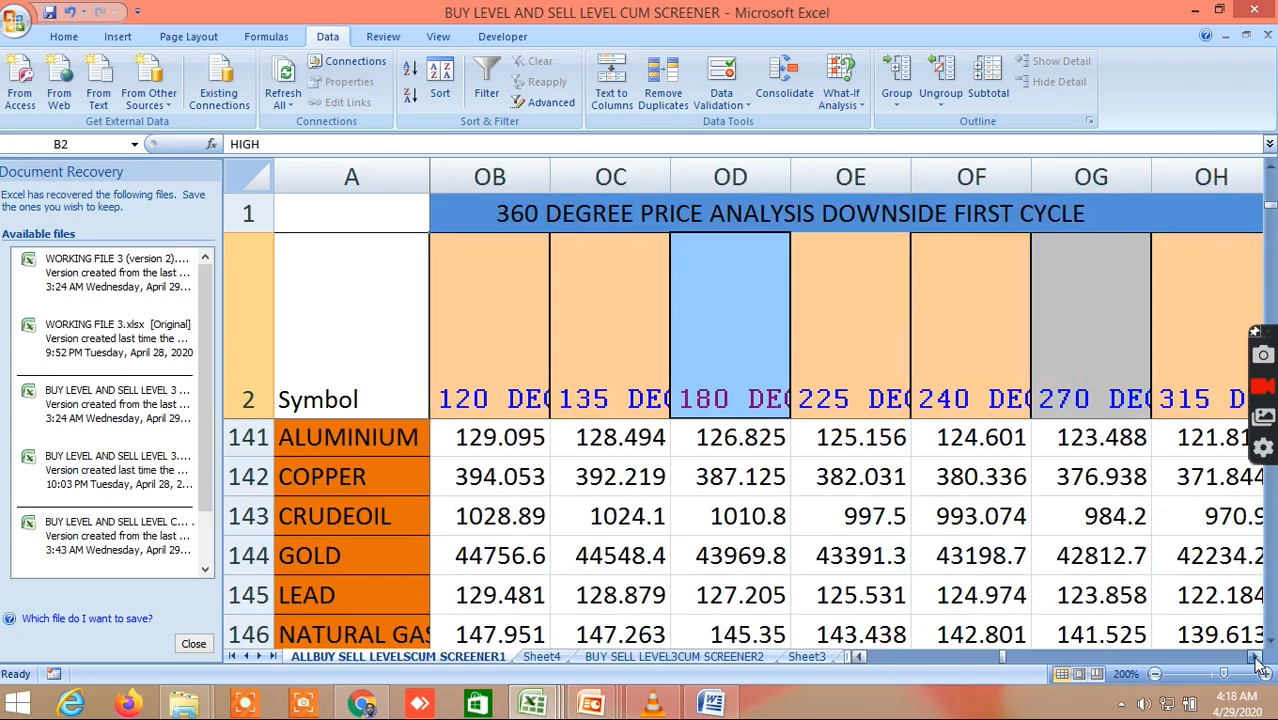 BUY LEVEL AND SELL LEVEL CUM SCREENER - Microsoft Excel
Home Insert Page Layout Formulas Data Review View Developer
From Access
From Web
From Text
From Other Sources
Existing Connections
Get External Data
Refresh All
Connections
Properties
Edit Links
Connections
Sort
Filter
Clear
Reapply
Advanced
Sort & Filter
Text to Columns
Remove Duplicates
Data Validation
Consolidate
What-If Analysis
Data Tools
Group
Ungroup
Subtotal
Show Detail
Hide Detail
Outline
B2 fx HIGH
Document Recovery
Excel has recovered the following files. Save
the ones you wish to keep.
Available files
WORKING FILE 3 (version 2)....
Version created from the last ...
3:24 AM Wednesday, April 29...
WORKING FILE 3.xlsx [Original]
Version created last time the ...
9:52 PM Tuesday, April 28, 2020
BUY LEVEL AND SELL LEVEL 3 ...
Version created from the last ...
3:24 AM Wednesday, April 29...
BUY LEVEL AND SELL LEVEL 3....
Version created last time the ...
10:03 PM Tuesday, April 28, 2...
BUY LEVEL AND SELL LEVEL C... 
Version created from the last ...
3:43 AM Wednesday, April 29...
Which file do I want to save?
Close
A OB OC OD OE OF OG OH
1 360 DEGREE PRICE ANALYSIS DOWNSIDE FIRST CYCLE
2 Symbol 120 DEG 135 DEG 180 DEG 225 DEG 240 DEG 270 DEG 315 D
141 ALUMINIUM 129.095 128.494 126.825 125.156 124.601 123.488 121.81
142 COPPER 394.053 392.219 387.125 382.031 380.336 376.938 371.844
143 CRUDEOIL 1028.89 1024.1 1010.8 997.5 993.074 984.2 970.9
144 GOLD 44756.6 44548.4 43969.8 43391.3 43198.7 42812.7 42234.2
145 LEAD 129.481 128.879 127.205 125.531 124.974 123.858 122.184
146 NATURAL GAS 147.951 147.263 145.35 143.438 142.801 141.525 139.613
ALLBUY SELL LEVELSCUM SCREENER1 Sheet4 BUY SELL LEVEL3CUM SCREENER2 Sheet3
Ready 200%
4:18 AM
4/29/2020